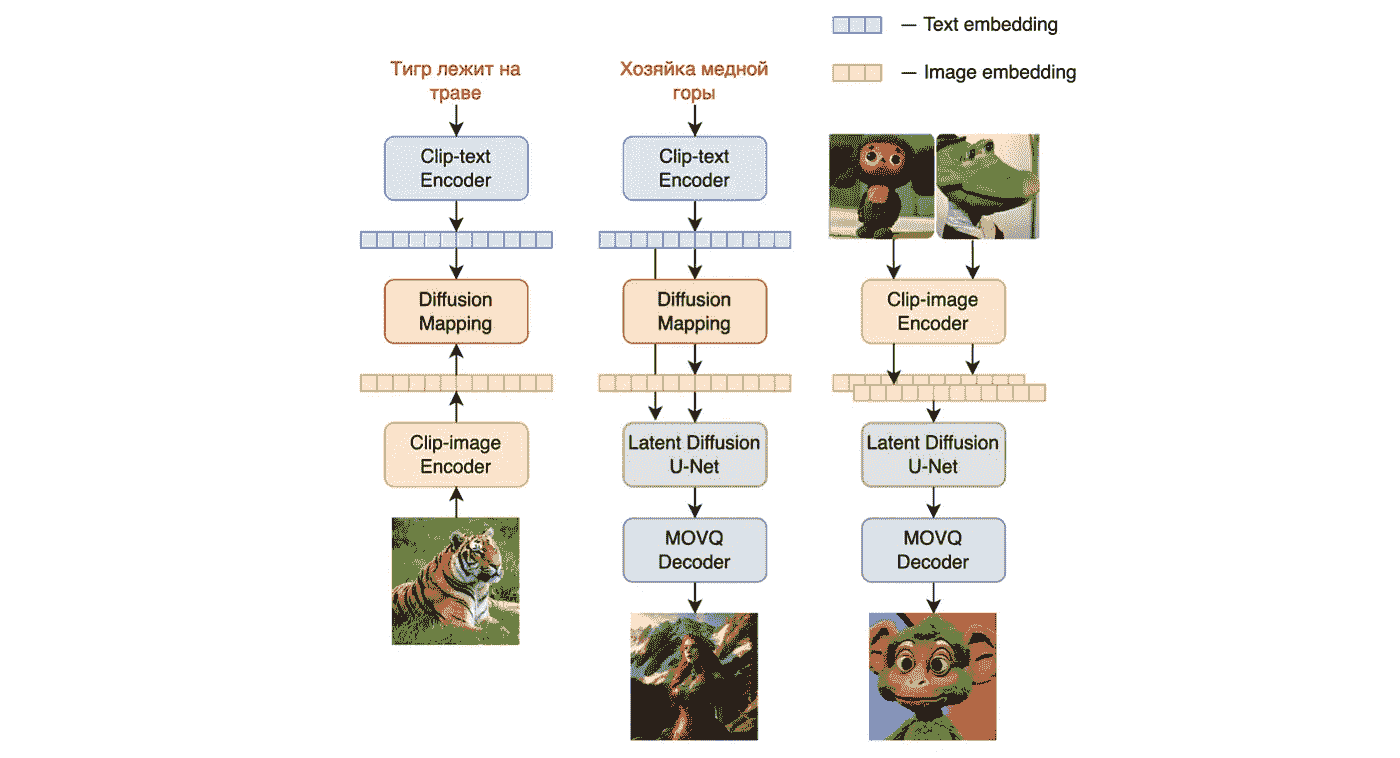 — Text embedding
— Image embedding
Тигр лежит на
траве
Clip-text
Encoder
Diffusion
Mapping
Clip-image
Encoder
Хозяйка медной
горы
Clip-text
Encoder
Diffusion
Mapping
Latent Diffusion
U-Net
MOVQ
Decoder
Clip-image
Encoder
Latent Diffusion
U-Net
MOVQ
Decoder